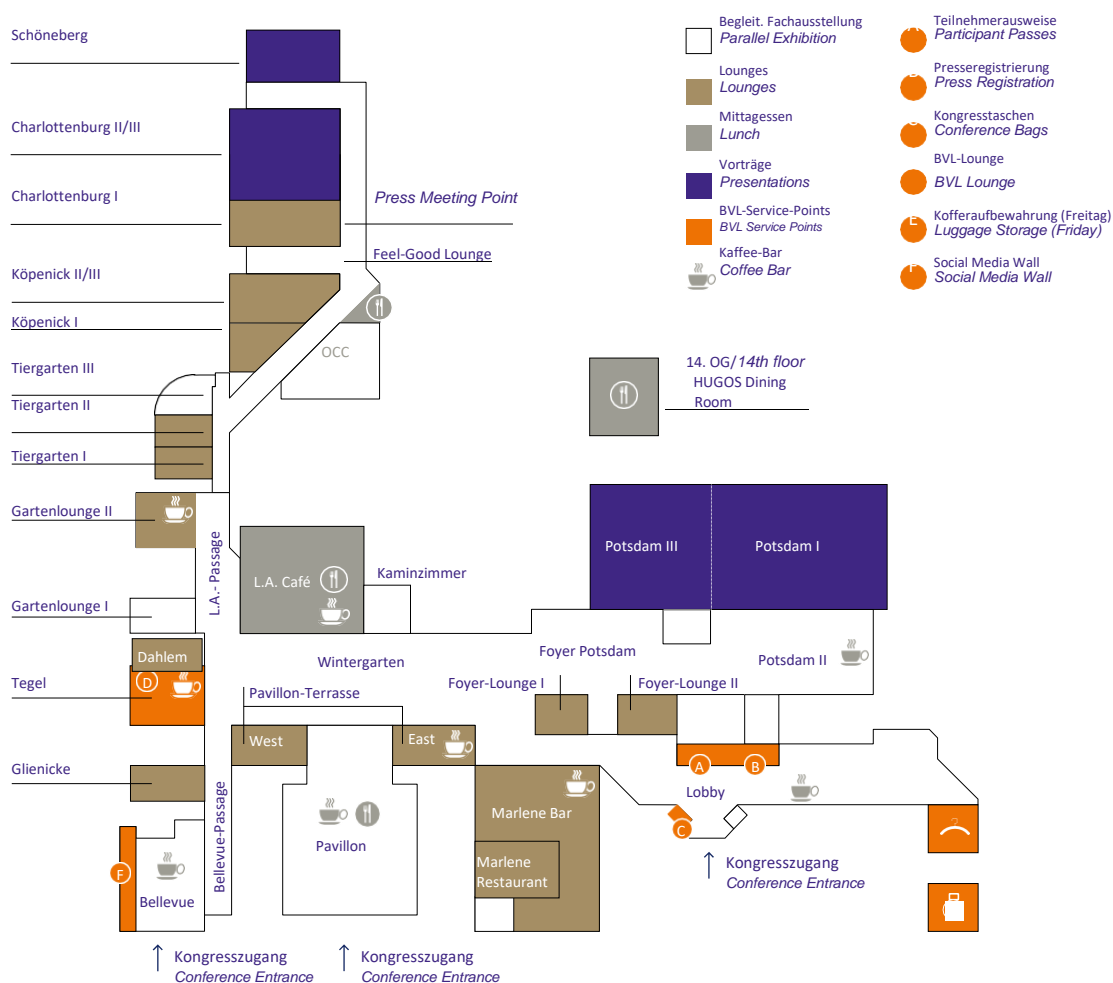 Schöneberg
Charlottenburg II/III
Charlottenburg I
Press Meeting Point
Feel-Good Lounge
Köpenick II/III
Köpenick I
OCC
Tiergarten III
Tiergarten II
Tiergarten I
Gartenlounge II
L.A.- Passage
L.A. Café
Kaminzimmer
Gartenlounge I
Dahlem
Wintergarten
Tegel
D
Pavillon-Terrasse
West
East
Glienicke
Bellevue-Passage
Pavillon
F
Bellevue
Marlene Bar
Marlene
Restaurant
Begleit. Fachausstellung
Parallel Exhibition
Lounges
Lounges
Mittagessen
Lunch
Vorträge
Presentations
BVL-Service-Points
BVL Service Points
Kaffee-Bar
Coffee Bar
A
Teilnehmerausweise
Participant Passes
Presseregistrierung
Press Registration
Kongresstaschen
Conference Bags
BVL-Lounge
BVL Lounge
E
Kofferaufbewahrung (Freitag)
Luggage Storage (Friday)
F
Social Media Wall
Social Media Wall
14. OG/14th floor
HUGOS Dining
Room
Potsdam III
Potsdam I
Foyer Potsdam
Potsdam II
Foyer-Lounge I
Foyer-Lounge II
A
B
Lobby
C
Kongresszugang
Conference Entrance
Kongresszugang
Conference Entrance
Kongresszugang
Conference Entrance